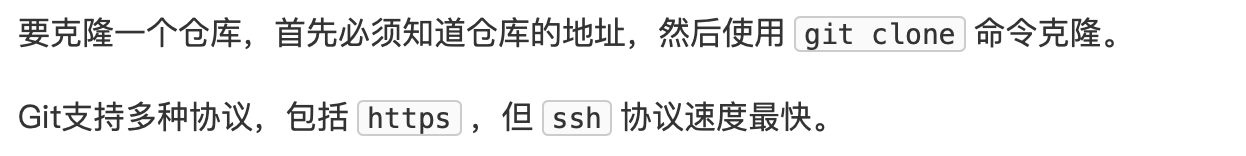 要克隆一个仓库，首先必须知道仓库的地址，然后使用 git clone 命令克隆。
Git支持多种协议，包括 https ，但 ssh 协议速度最快。